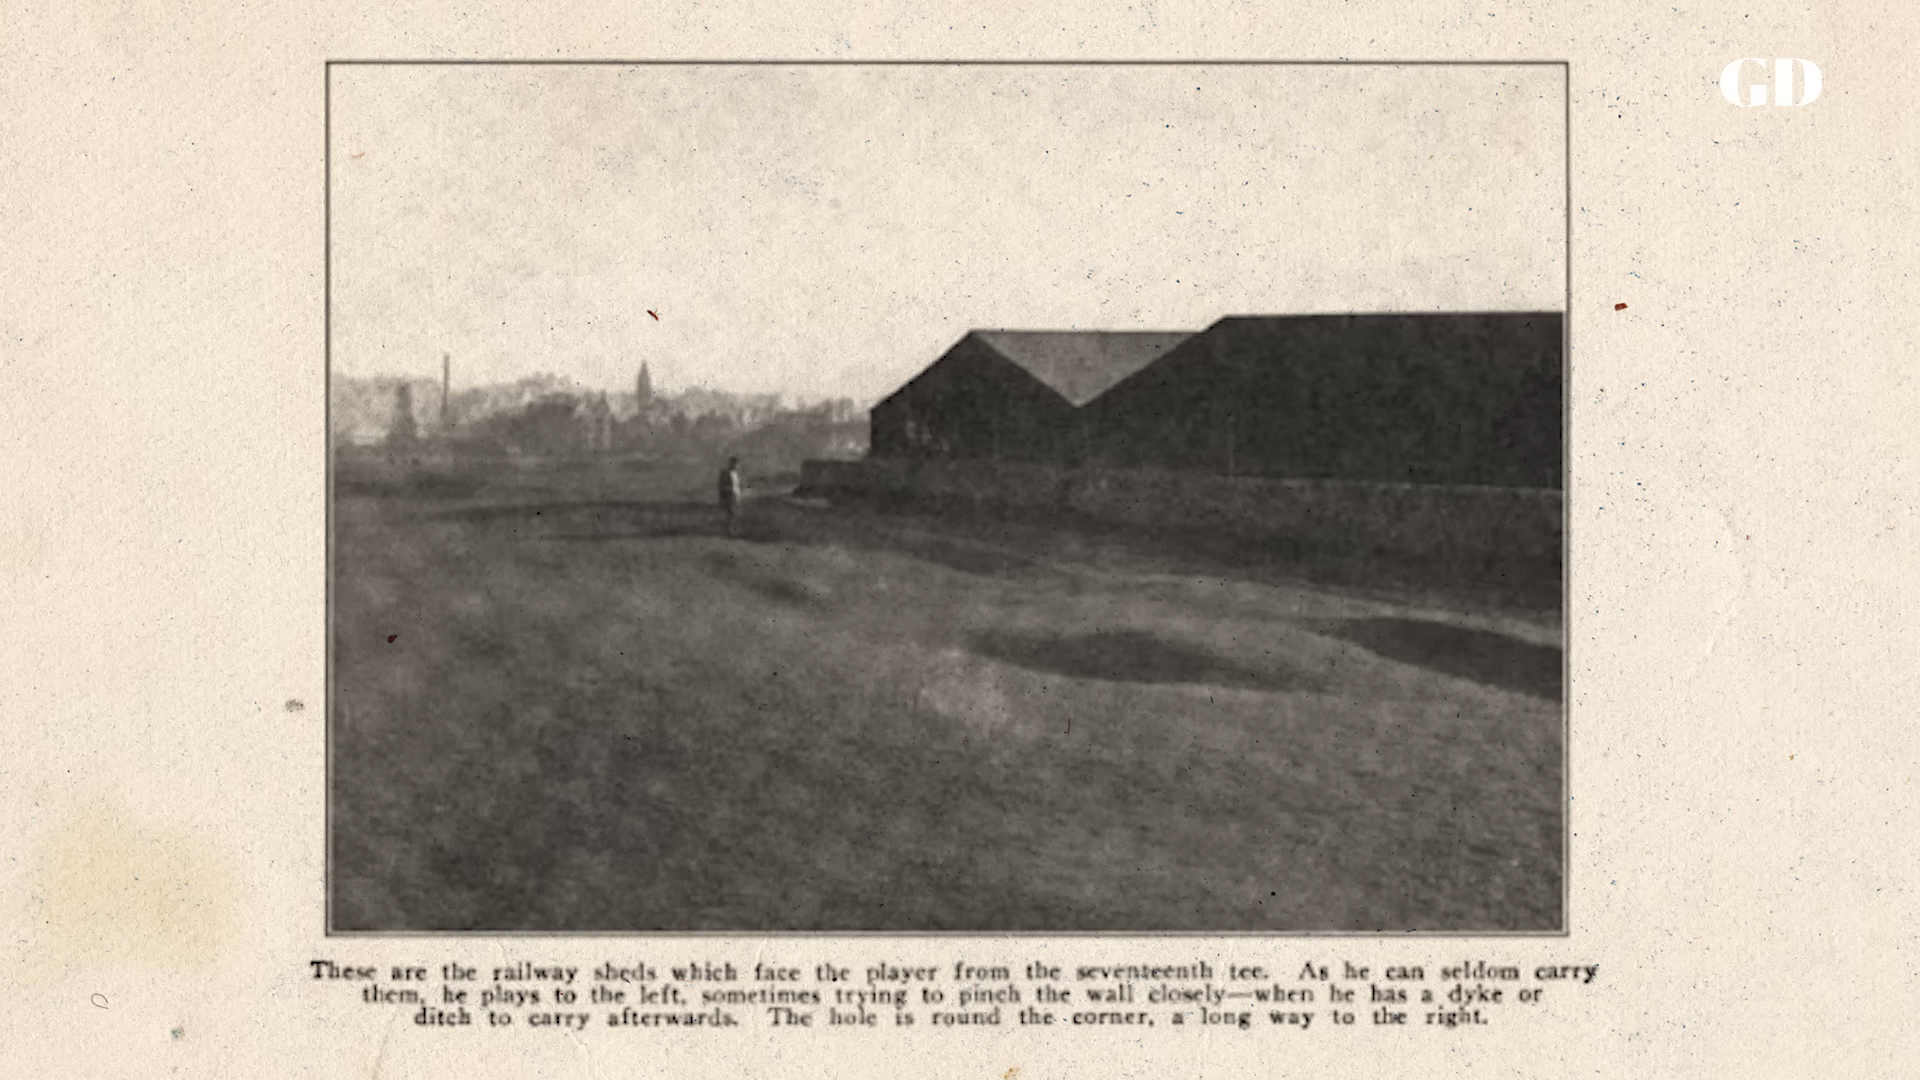 GD
These are the railway sheds which face the player from the seventeenth tee. As he can seldom carry
them, he plays to the left, sometimes trying to pinch the wall closely—when he has a dyke or
ditch to carry afterwards. The hole is round the corner, a long way to the right.